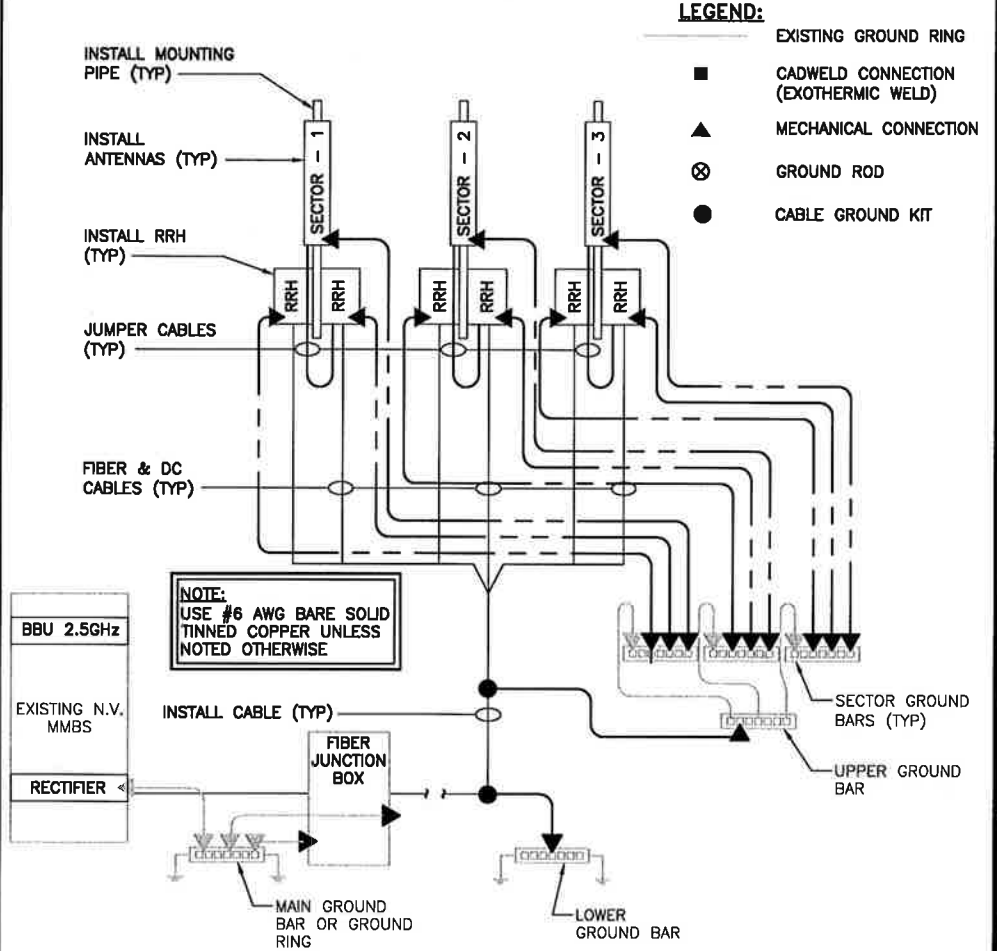 LEGEND:
EXISTING GROUND RING
CADWELD CONNECTION
(EXOTHERMIC WELD)
MECHANICAL CONNECTION
GROUND ROD
CABLE GROUND KIT
INSTALL MOUNTING
PIPE (TYP)
INSTALL
ANTENNAS (TYP)
INSTALL RRH
(TYP)
JUMPER CABLES
(TYP)
FIBER & DC
CABLES (TYP)
SECTOR - 1
SECTOR - 2
SECTOR - 3
RRH
RRH
RRH
RRH
RRH
RRH
NOTE:
USE #6 AWG BARE SOLID
TINNED COPPER UNLESS
NOTED OTHERWISE
BBU 2.5GHz
EXISTING N.V.
MMBS
RECTIFIER
INSTALL CABLE (TYP)
FIBER
JUNCTION
BOX
SECTOR GROUND
BARS (TYP)
UPPER GROUND
BAR
MAIN GROUND
BAR OR GROUND
RING
LOWER
GROUND BAR